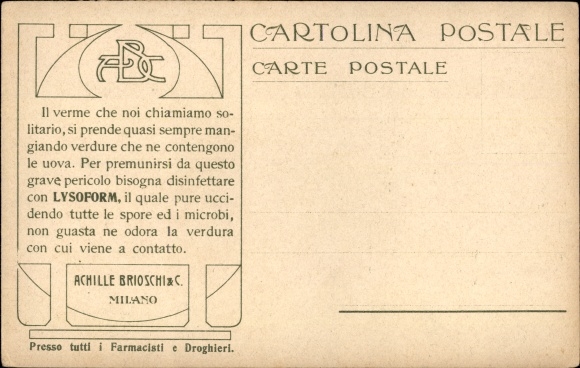 CARTOLINA POSTALE
CARTE POSTALE
ABC
Il verme che noi chiamiamo so-
litario, si prende quasi sempre man-
giando verdure che ne contengono
le uova. Per premunirsi da questo
grave pericolo bisogna disinfettare
con LYSOFORM, il quale pure ucci-
dendo tutte le spore ed i microbi,
non guasta ne odora la verdura
con cui viene a contatto.
ACHILLE BRIOSCHI & C.
MILANO
Presso tutti i Farmacisti e Droghieri.